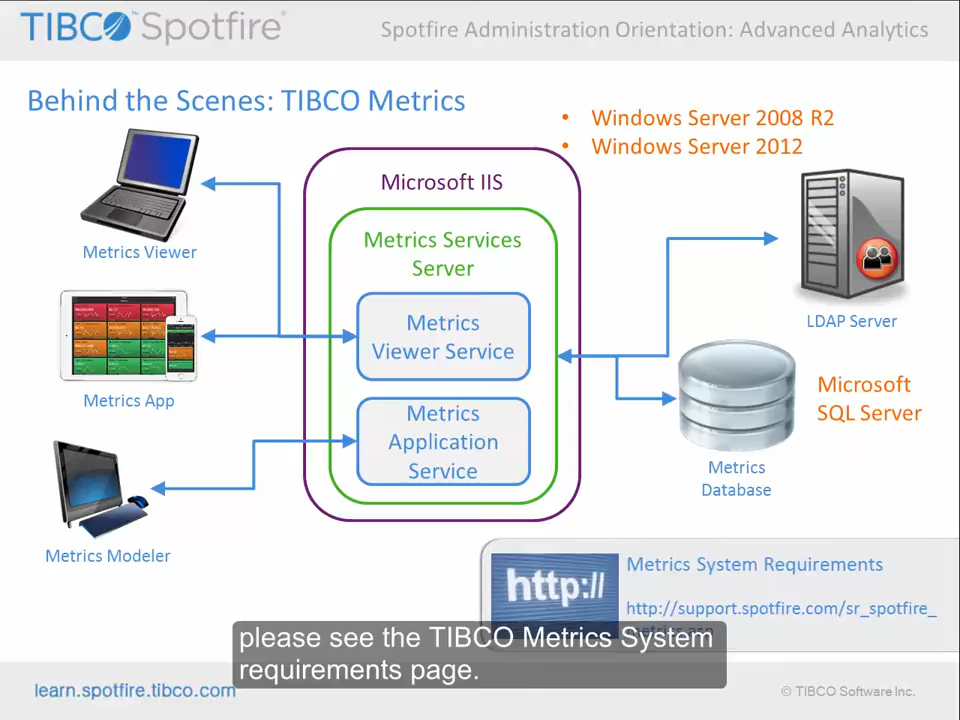 TIBCO Spotfire®
Spotfire Administration Orientation: Advanced Analytics
Behind the Scenes: TIBCO Metrics
• Windows Server 2008 R2
• Windows Server 2012
Microsoft IIS
Metrics Services
Server
Metrics
Viewer Service
Metrics
Application
Service
Metrics Viewer
Metrics App
Metrics Modeler
LDAP Server
Microsoft
SQL Server
Metrics
Database
http://
Metrics System Requirements
http://support.spotfire.com/sr_spotfire_
please see the TIBCO Metrics System
requirements page.
learn.spotfire.tibco.com
© TIBCO Software Inc.